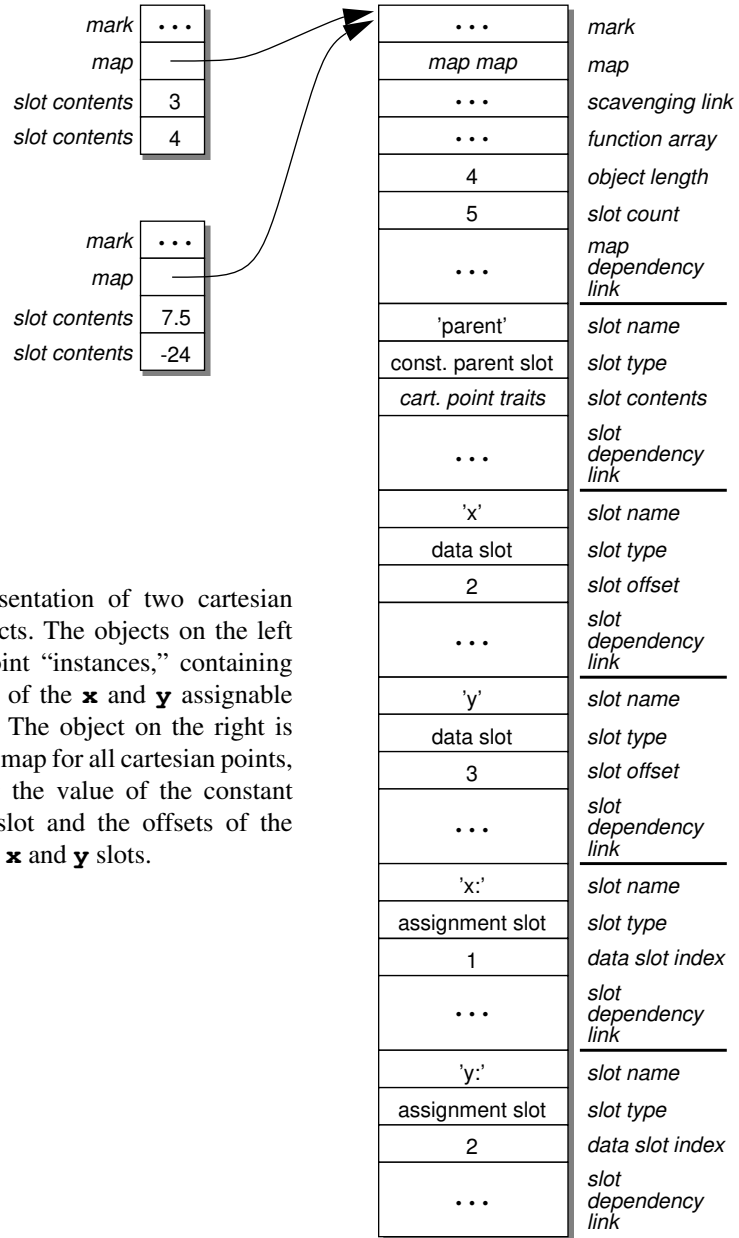 mark • • •
map
slot contents 3
slot contents 4
mark • • •
map
slot contents 7.5
slot contents -24
esentation of two cartesian
cts. The objects on the left
oint “instances,” containing
of the x and y assignable
The object on the right is
map for all cartesian points,
the value of the constant
slot and the offsets of the
x and y slots.
• • • mark
map map map
• • • scavenging link
• • • function array
4 object length
5 slot count
• • • map
dependency
link
’parent’ slot name
const. parent slot slot type
cart. point traits slot contents
• • • slot
dependency
link
’x’ slot name
data slot slot type
2 slot offset
• • • slot
dependency
link
’y’ slot name
data slot slot type
3 slot offset
• • • slot
dependency
link
’x:’ slot name
assignment slot slot type
1 data slot index
• • • slot
dependency
link
’y:’ slot name
assignment slot slot type
2 data slot index
• • • slot
dependency
link